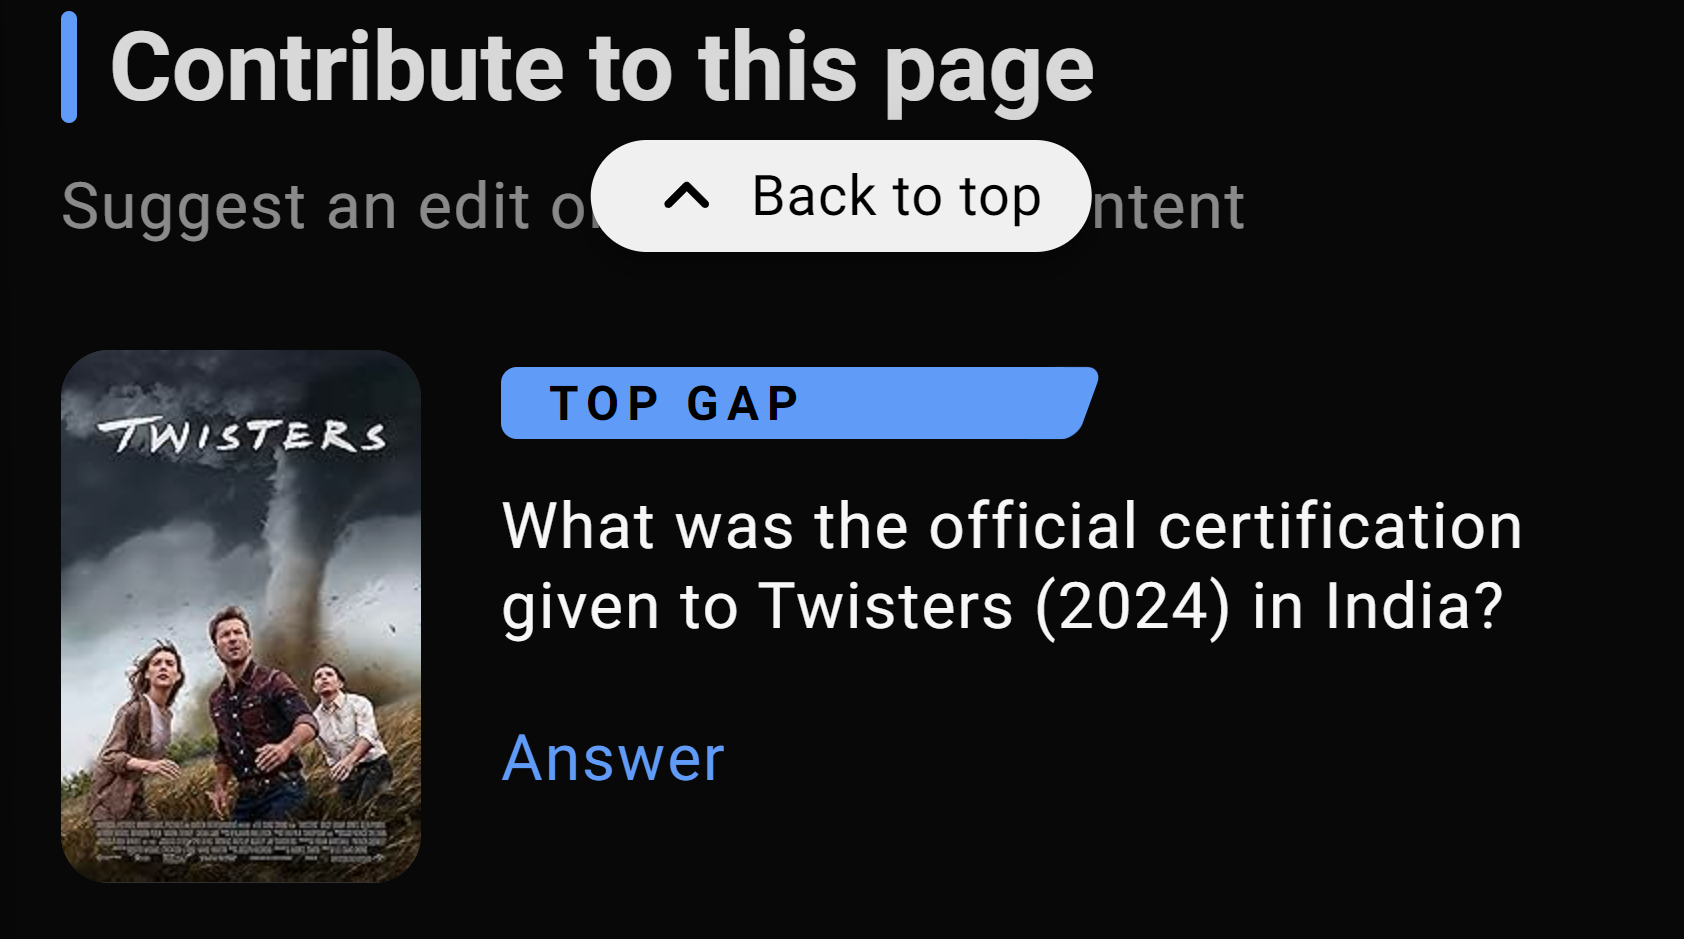 Contribute to this page
Suggest an edit o
Back to top
ntent
TWISTERS
TOP GAP
What was the official certification
given to Twisters (2024) in India?
Answer